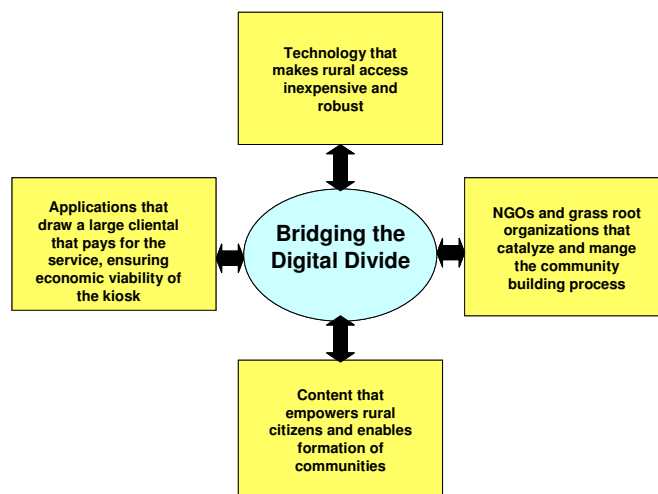 Technology that
makes rural access
inexpensive and
robust
Applications that
draw a large cliental
that pays for the
service, ensuring
economic viability of
the kiosk
Bridging the
Digital Divide
NGOs and grass root
organizations that
catalyze and mange
the community
building process
Content that
empowers rural
citizens and enables
formation of
communities